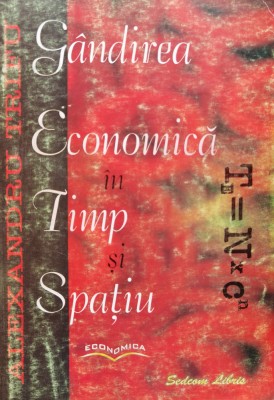 ALEXANDRU TRIFU
Gândirea
Economică
în
Timp
și
Spațiu
ECONOMICA
Sedcom Libris